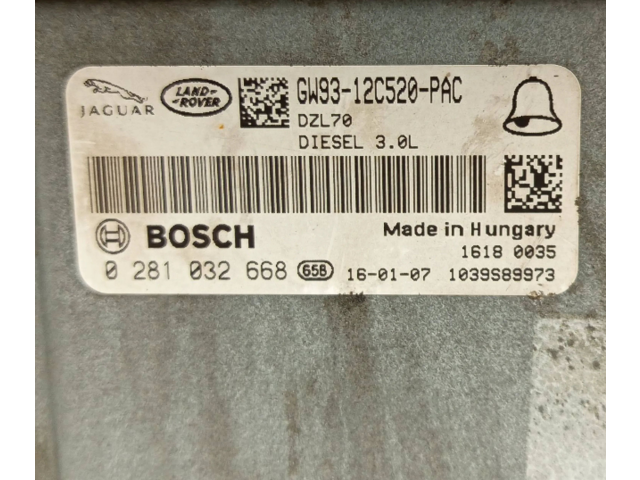 JAGUAR
LAND-
-ROVER
GW93-12C520-PAC
DZL70
DIESEL 3.0L
BOSCH
Made in Hungary
1618 0035
0 281 032 668 65B 16-01-07 1039S89973